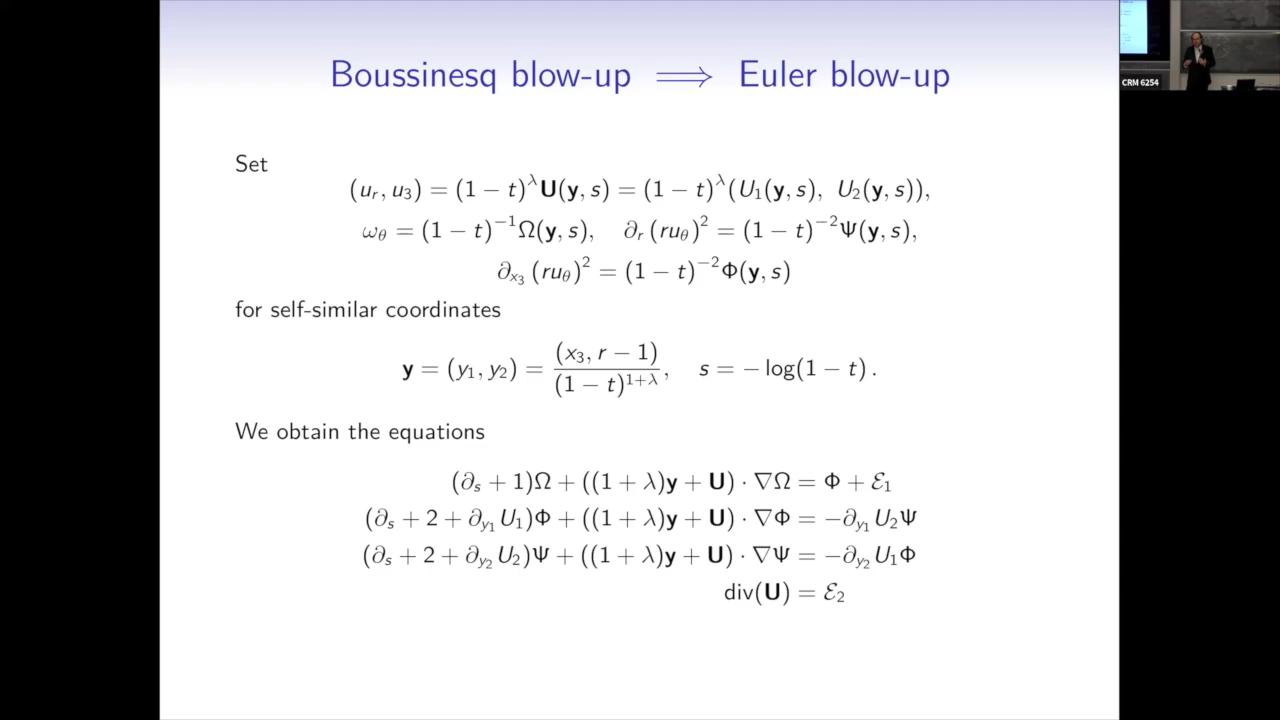 Boussinesq blow-up ⟹ Euler blow-up
CRM 6254
Set
(u_r, u_3) = (1 − t)^λ U(y, s) = (1 − t)^λ (U_1(y, s), U_2(y, s)),
ω_θ = (1 − t)^{−1} Ω(y, s), ∂_r (ru_θ)^2 = (1 − t)^{−2} Ψ(y, s),
∂_{x_3} (ru_θ)^2 = (1 − t)^{−2} Φ(y, s)
for self-similar coordinates
y = (y_1, y_2) = (x_3, r − 1) / (1 − t)^{1+λ}, s = − log(1 − t) .
We obtain the equations
(∂_s + 1)Ω + ((1 + λ)y + U) · ∇Ω = Φ + ℰ_1
(∂_s + 2 + ∂_{y_1} U_1)Φ + ((1 + λ)y + U) · ∇Φ = −∂_{y_1} U_2 Ψ
(∂_s + 2 + ∂_{y_2} U_2)Ψ + ((1 + λ)y + U) · ∇Ψ = −∂_{y_2} U_1 Φ
div(U) = ℰ_2